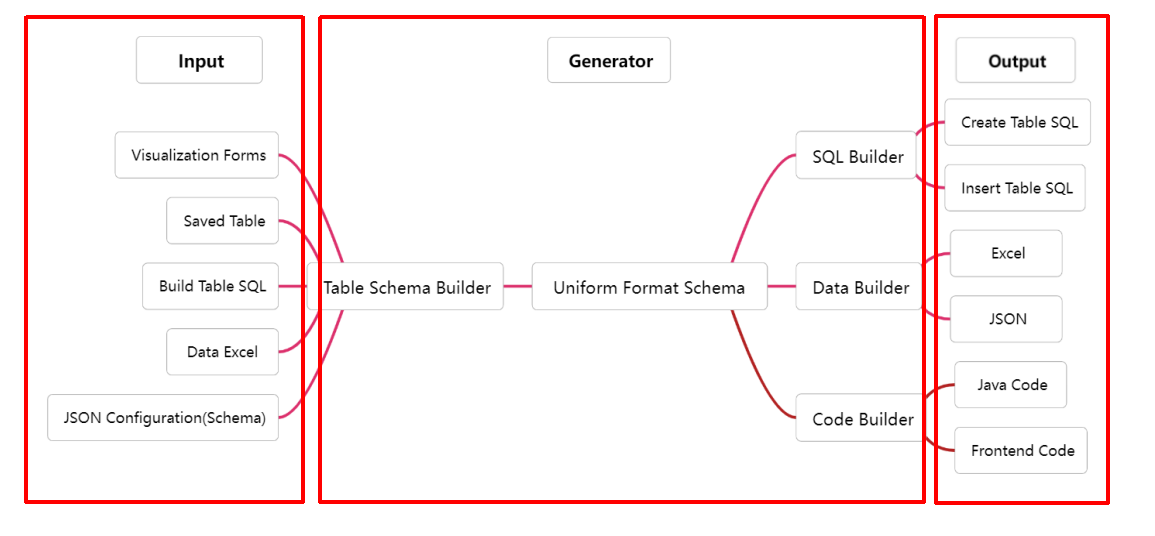 Input
Visualization Forms
Saved Table
Build Table SQL
Data Excel
JSON Configuration(Schema)
Generator
Table Schema Builder
Uniform Format Schema
SQL Builder
Data Builder
Code Builder
Output
Create Table SQL
Insert Table SQL
Excel
JSON
Java Code
Frontend Code